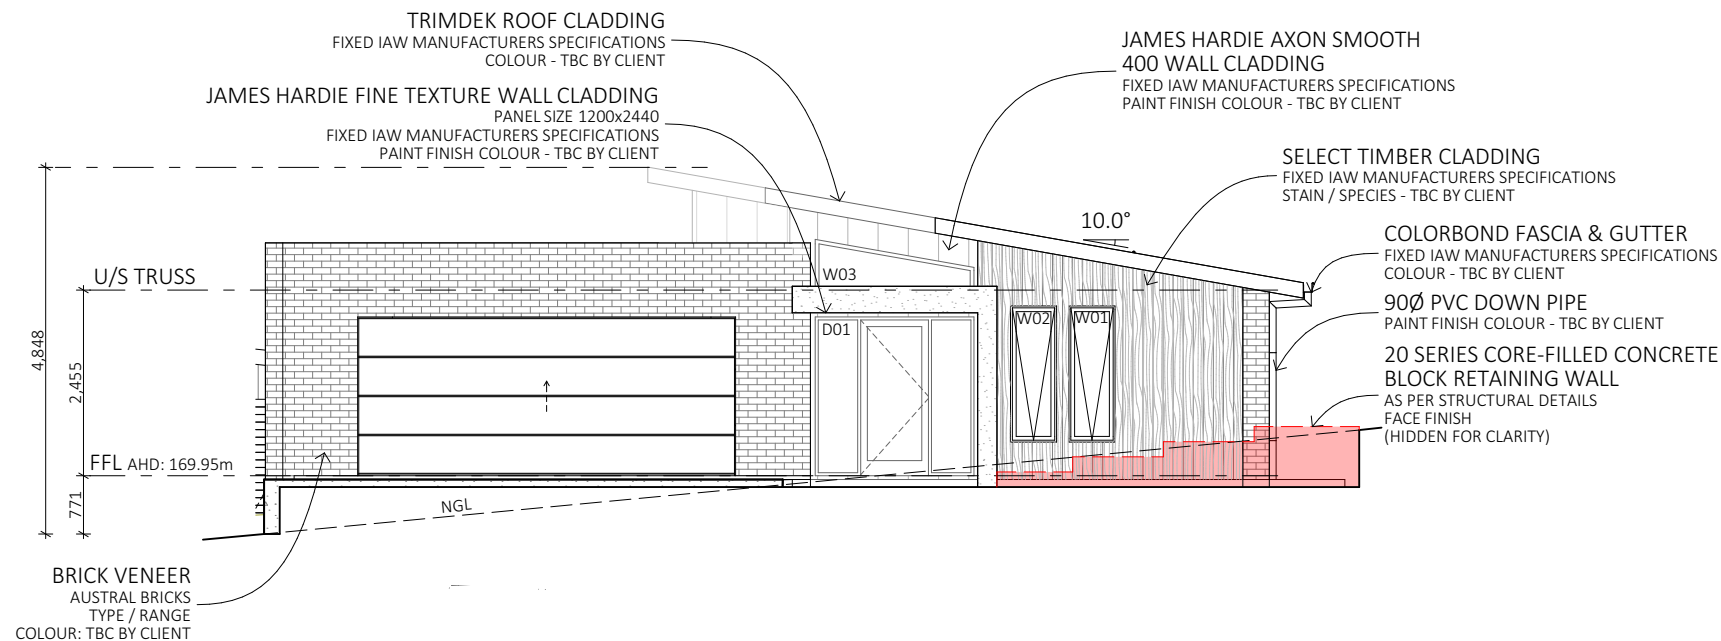 TRIMDEK ROOF CLADDING
FIXED IAW MANUFACTURERS SPECIFICATIONS
COLOUR - TBC BY CLIENT
JAMES HARDIE FINE TEXTURE WALL CLADDING
PANEL SIZE 1200x2440
FIXED IAW MANUFACTURERS SPECIFICATIONS
PAINT FINISH COLOUR - TBC BY CLIENT
JAMES HARDIE AXON SMOOTH
400 WALL CLADDING
FIXED IAW MANUFACTURERS SPECIFICATIONS
PAINT FINISH COLOUR - TBC BY CLIENT
SELECT TIMBER CLADDING
FIXED IAW MANUFACTURERS SPECIFICATIONS
STAIN / SPECIES - TBC BY CLIENT
10.0°
COLORBOND FASCIA & GUTTER
FIXED IAW MANUFACTURERS SPECIFICATIONS
COLOUR - TBC BY CLIENT
90Ø PVC DOWN PIPE
PAINT FINISH COLOUR - TBC BY CLIENT
20 SERIES CORE-FILLED CONCRETE
BLOCK RETAINING WALL
AS PER STRUCTURAL DETAILS
FACE FINISH
(HIDDEN FOR CLARITY)
U/S TRUSS
W03
D01
W02
W01
4,848
2,455
771
FFL AHD: 169.95m
NGL
BRICK VENEER
AUSTRAL BRICKS
TYPE / RANGE
COLOUR: TBC BY CLIENT